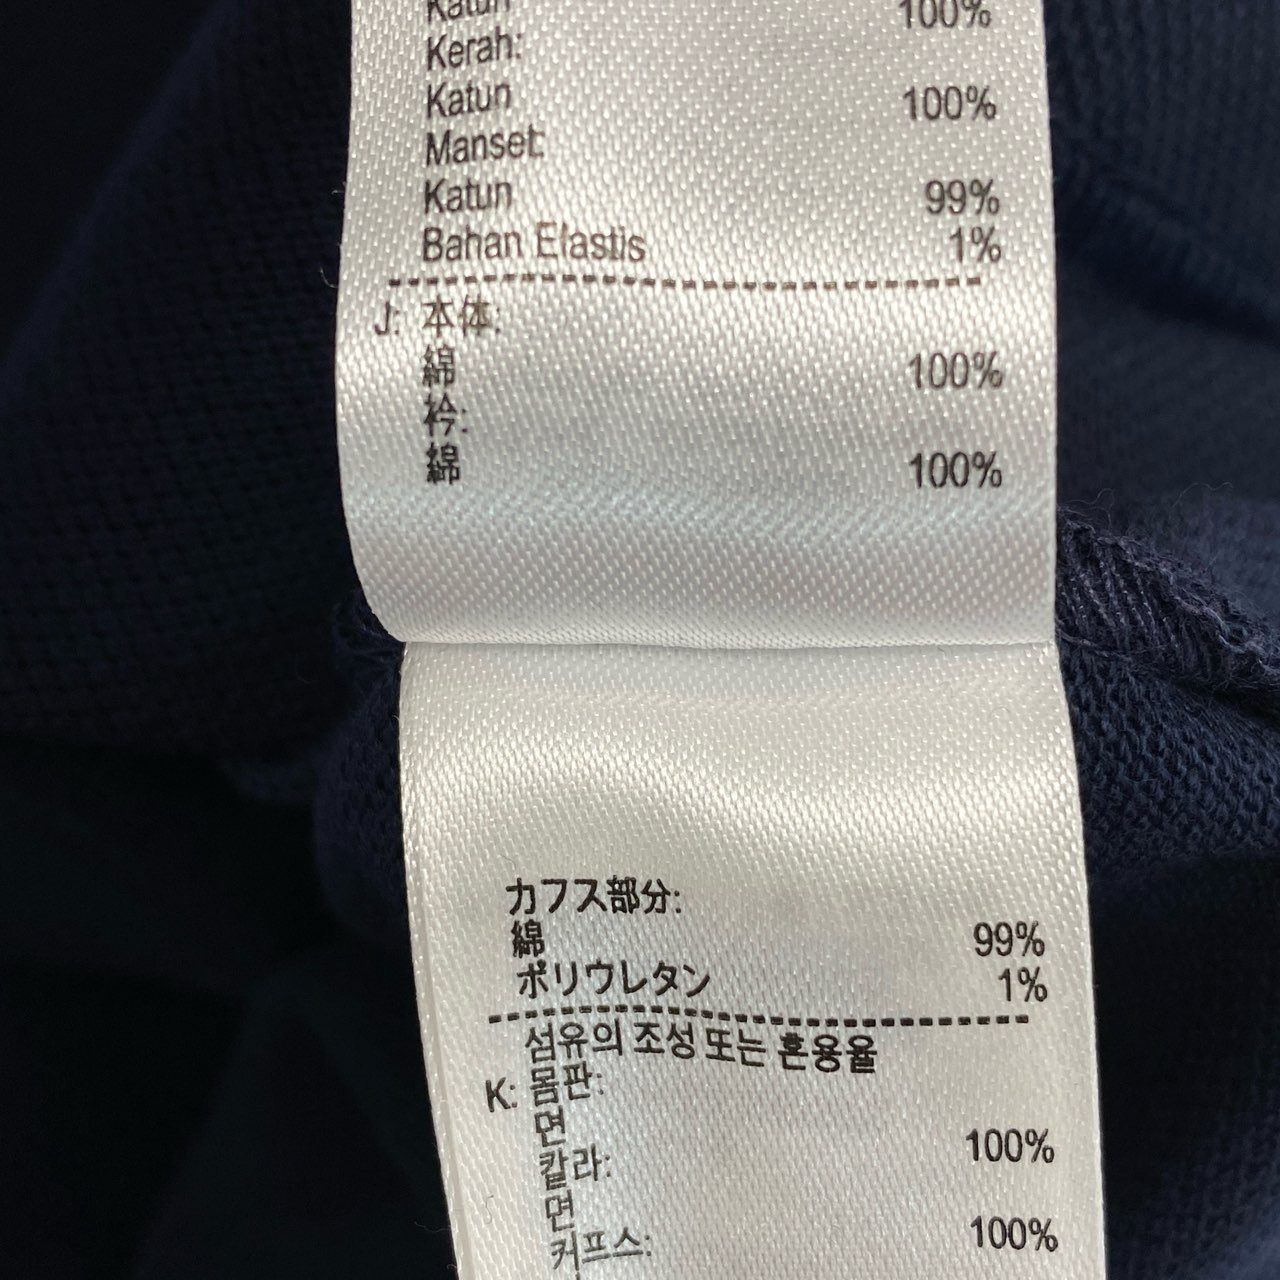 Katun 100%
Kerah:
Katun 100%
Manset:
Katun 99%
Bahan Elastis 1%
J: 本体:
綿 100%
衿:
綿 100%
カフス部分:
綿 99%
ポリウレタン 1%
섬유의 조성 또는 혼용율
K: 몸판:
면 100%
칼라:
면 100%
커프스: